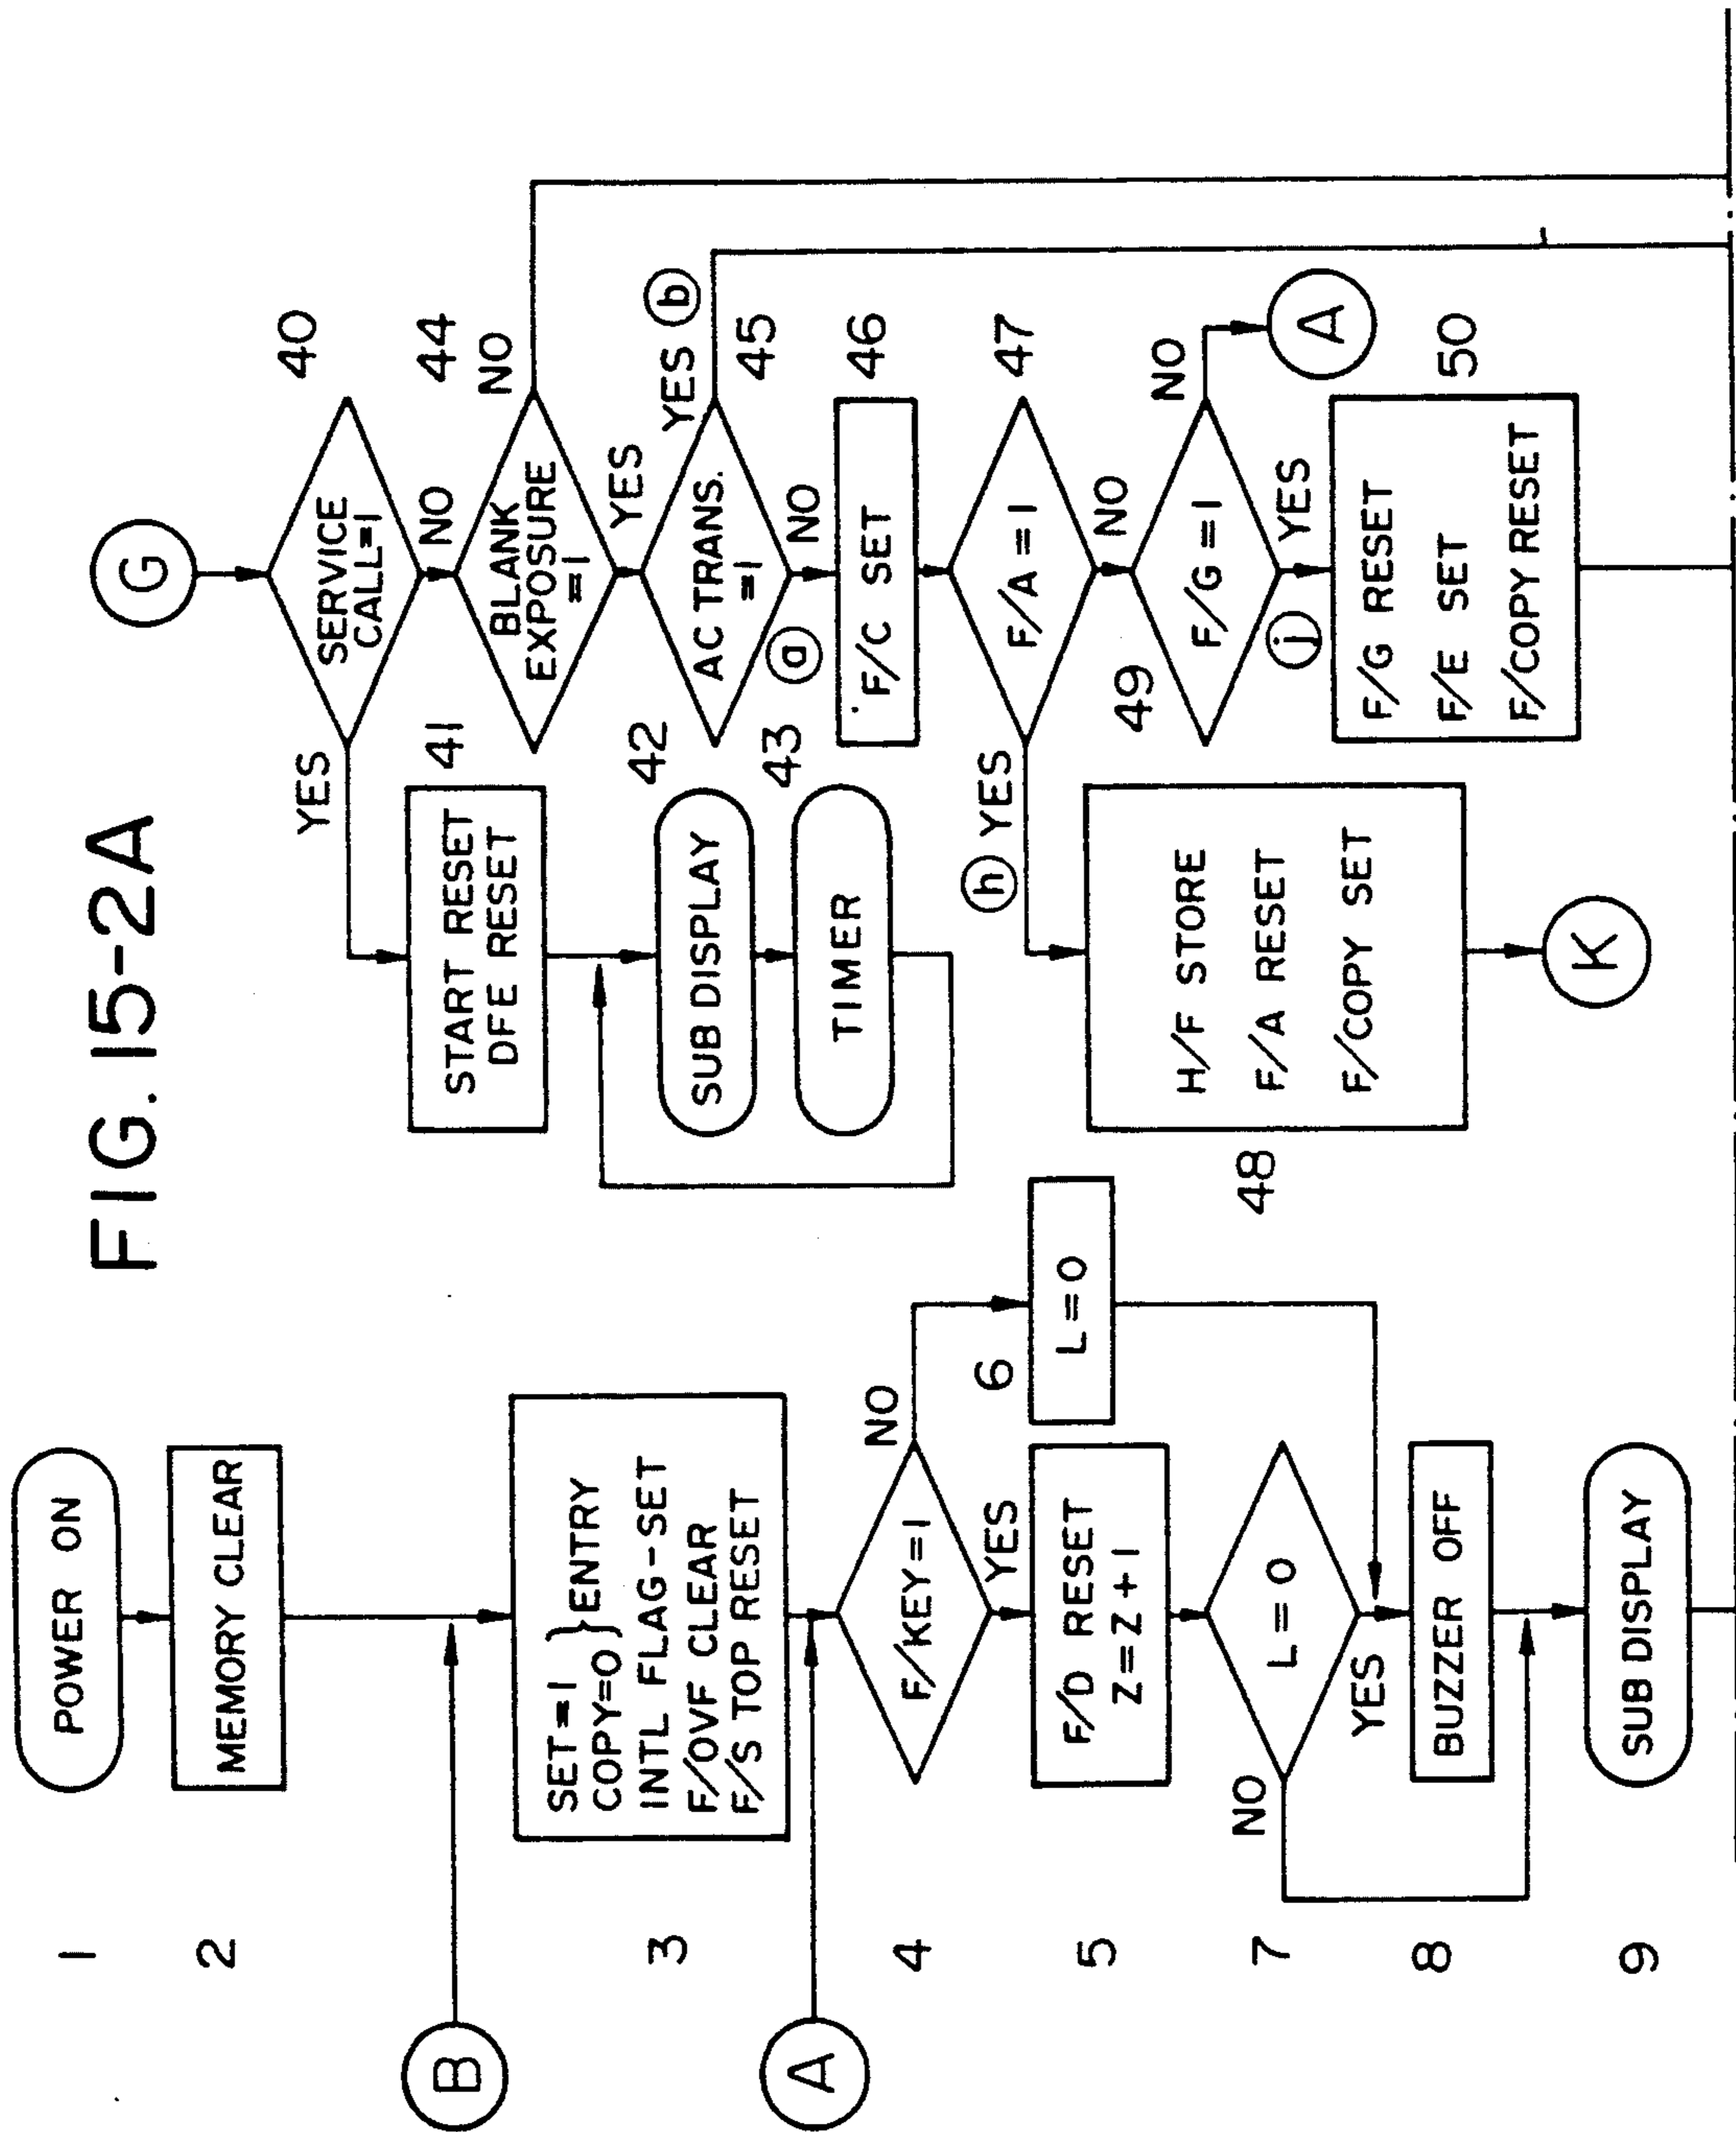 FIG. 15-2A
1
POWER ON
2
MEMORY CLEAR
B
3
SET=1
COPY=0 } ENTRY
INTL FLAG-SET
F/OVF CLEAR
F/S TOP RESET
A
4
F/KEY=1
NO
YES
5
F/D RESET
Z=Z+1
6
L=0
7
L=0
NO
YES
8
BUZZER OFF
9
SUB DISPLAY
G
40
SERVICE
CALL=1
YES
NO
41
START RESET
DFE RESET
42
SUB DISPLAY
43
TIMER
44
BLANK
EXPOSURE
=1
NO
YES
45
AC TRANS.
=1
YES b
a NO
46
F/C SET
47
F/A=1
h YES
NO
48
H/F STORE
F/A RESET
F/COPY SET
K
49
F/G=1
NO
A
j YES
50
F/G RESET
F/E SET
F/COPY RESET